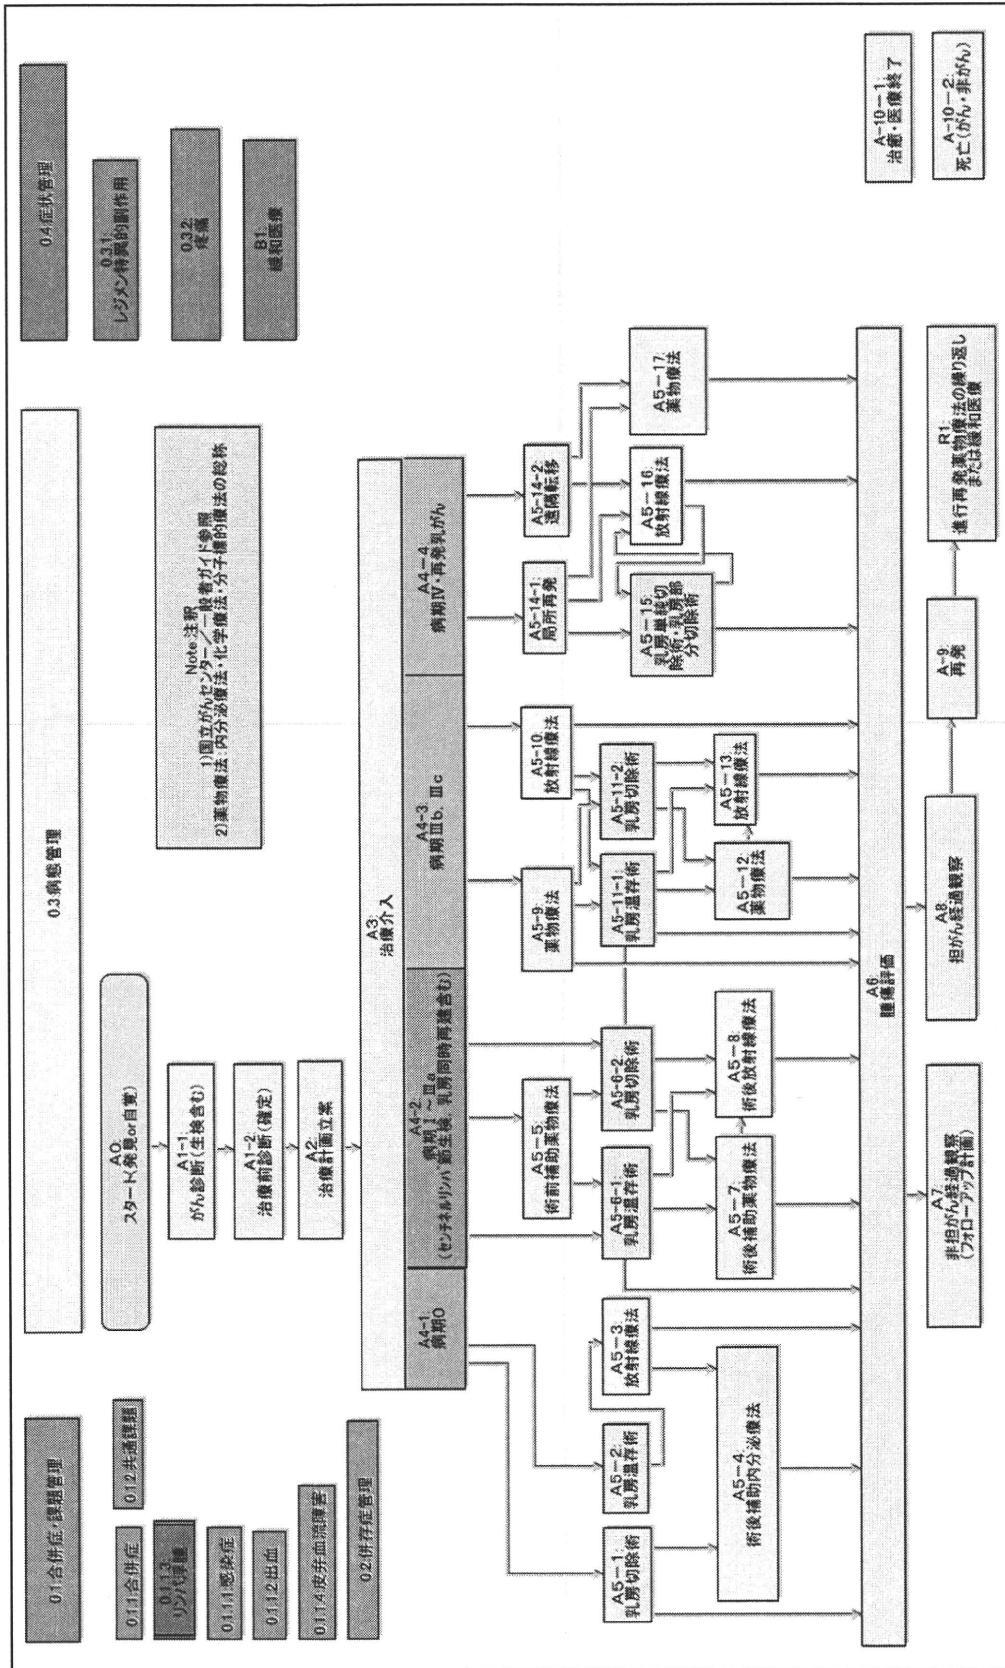 0.1:合併症・課題管理
0.1.1:合併症
0.1.2:共通課題
0.1.1.3:
リンパ浮腫
0.1.1.1:感染症
0.1.1.2:出血
0.1.1.4:皮弁血流障害
0.2:併存症管理
0.3病態管理
A0:
スタート(発見or自覚)
A1-1:
がん診断(生検含む)
A1-2:
治療前診断(確定)
A2:
治療計画立案
Note:注釈
1)国立がんセンター/一般者ガイド参照
2)薬物療法:内分泌療法・化学療法・分子標的療法の総称
0.4:症状管理
0.3.1:
レジメン特異的副作用
0.3.2:
疼痛
B1:
緩和医療
A3:
治療介入
A4-1:
病期0
A4-2:
病期Ⅰ~Ⅲa
(センチネルリンパ節生検、乳房同時再建含む)
A4-3
病期Ⅲb、Ⅲc
A4-4
病期Ⅳ・再発乳がん
A5-5:
術前補助薬物療法
A5-9:
薬物療法
A5-10:
放射線療法
A5-14-1:
局所再発
A5-14-2:
遠隔転移
A5-1:
乳房切除術
A5-2:
乳房温存術
A5-3:
放射線療法
A5-6-1:
乳房温存術
A5-6-2:
乳房切除術
A5-11-1:
乳房温存術
A5-11-2:
乳房切除術
A5-15:
乳房単純切
除術・乳房部
分切除術
A5-16:
放射線療法
A5-17:
薬物療法
A5-4:
術後補助内分泌療法
A5-7:
術後補助薬物療法
A5-8:
術後放射線療法
A5-12:
薬物療法
A5-13:
放射線療法
A6:
腫瘍評価
A7:
非担がん経過観察
(フォローアップ計画)
A8:
担がん経過観察
A-9:
再発
R1:
進行再発薬物療法の繰り返し
または緩和医療
A-10-1:
治癒・医療終了
A-10-2:
死亡(がん・非がん)